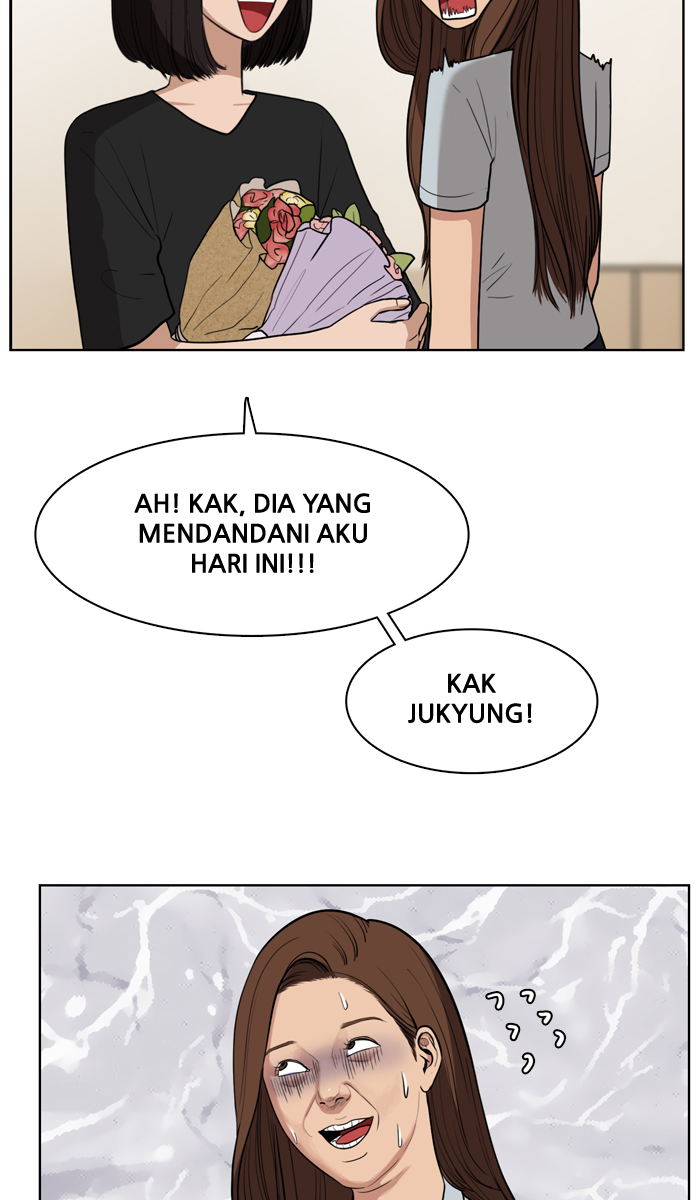 AH! KAK, DIA YANG
MENDANDANI AKU
HARI INI!!!
KAK
JUKYUNG!